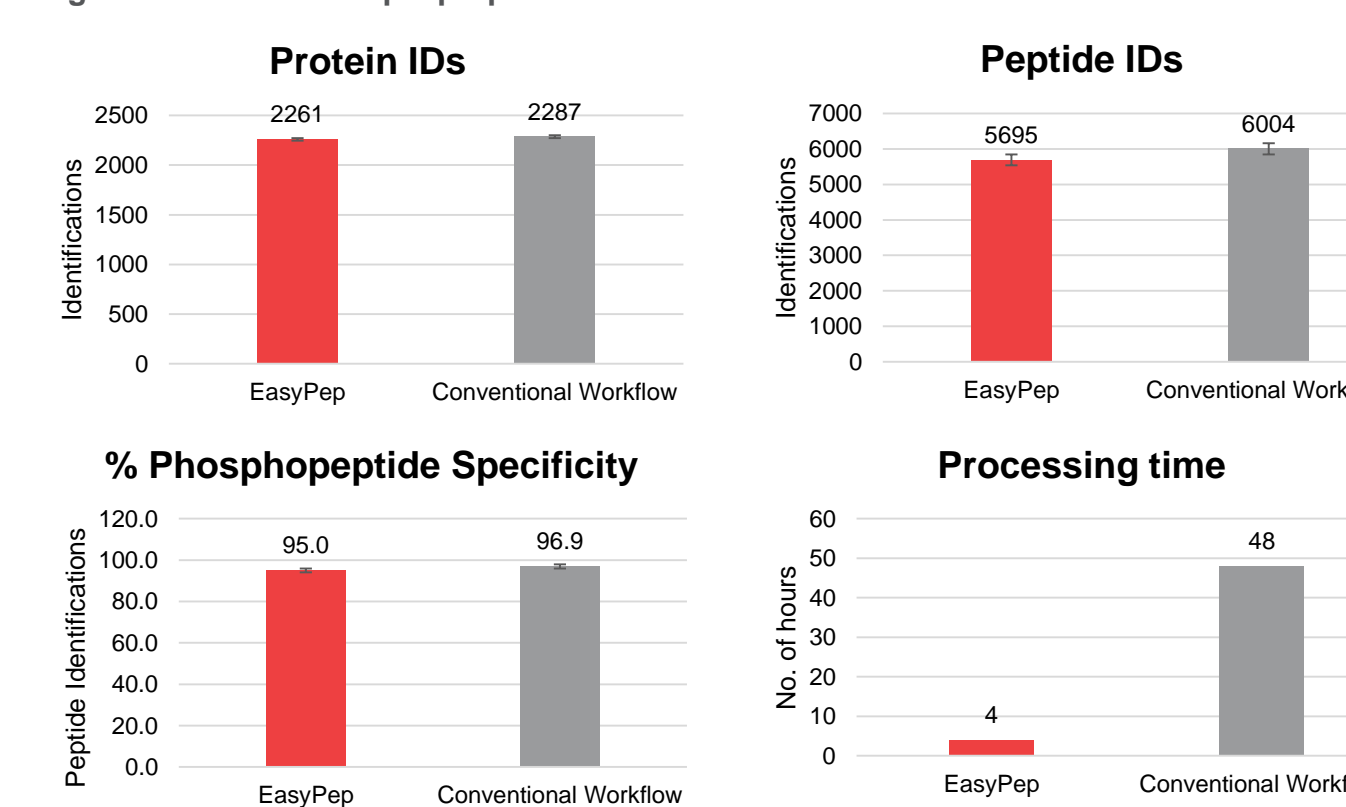 Protein IDs
2500
2000
1500
1000
500
0
Identifications
2261
2287
EasyPep
Conventional Workflow
Peptide IDs
7000
6000
5000
4000
3000
2000
1000
0
Identifications
5695
6004
EasyPep
Conventional
% Phosphopeptide Specificity
120.0
100.0
80.0
60.0
40.0
20.0
0.0
Peptide Identifications
95.0
96.9
EasyPep
Conventional Workflow
Processing time
60
50
40
30
20
10
0
No. of hours
4
48
EasyPep
Conventional